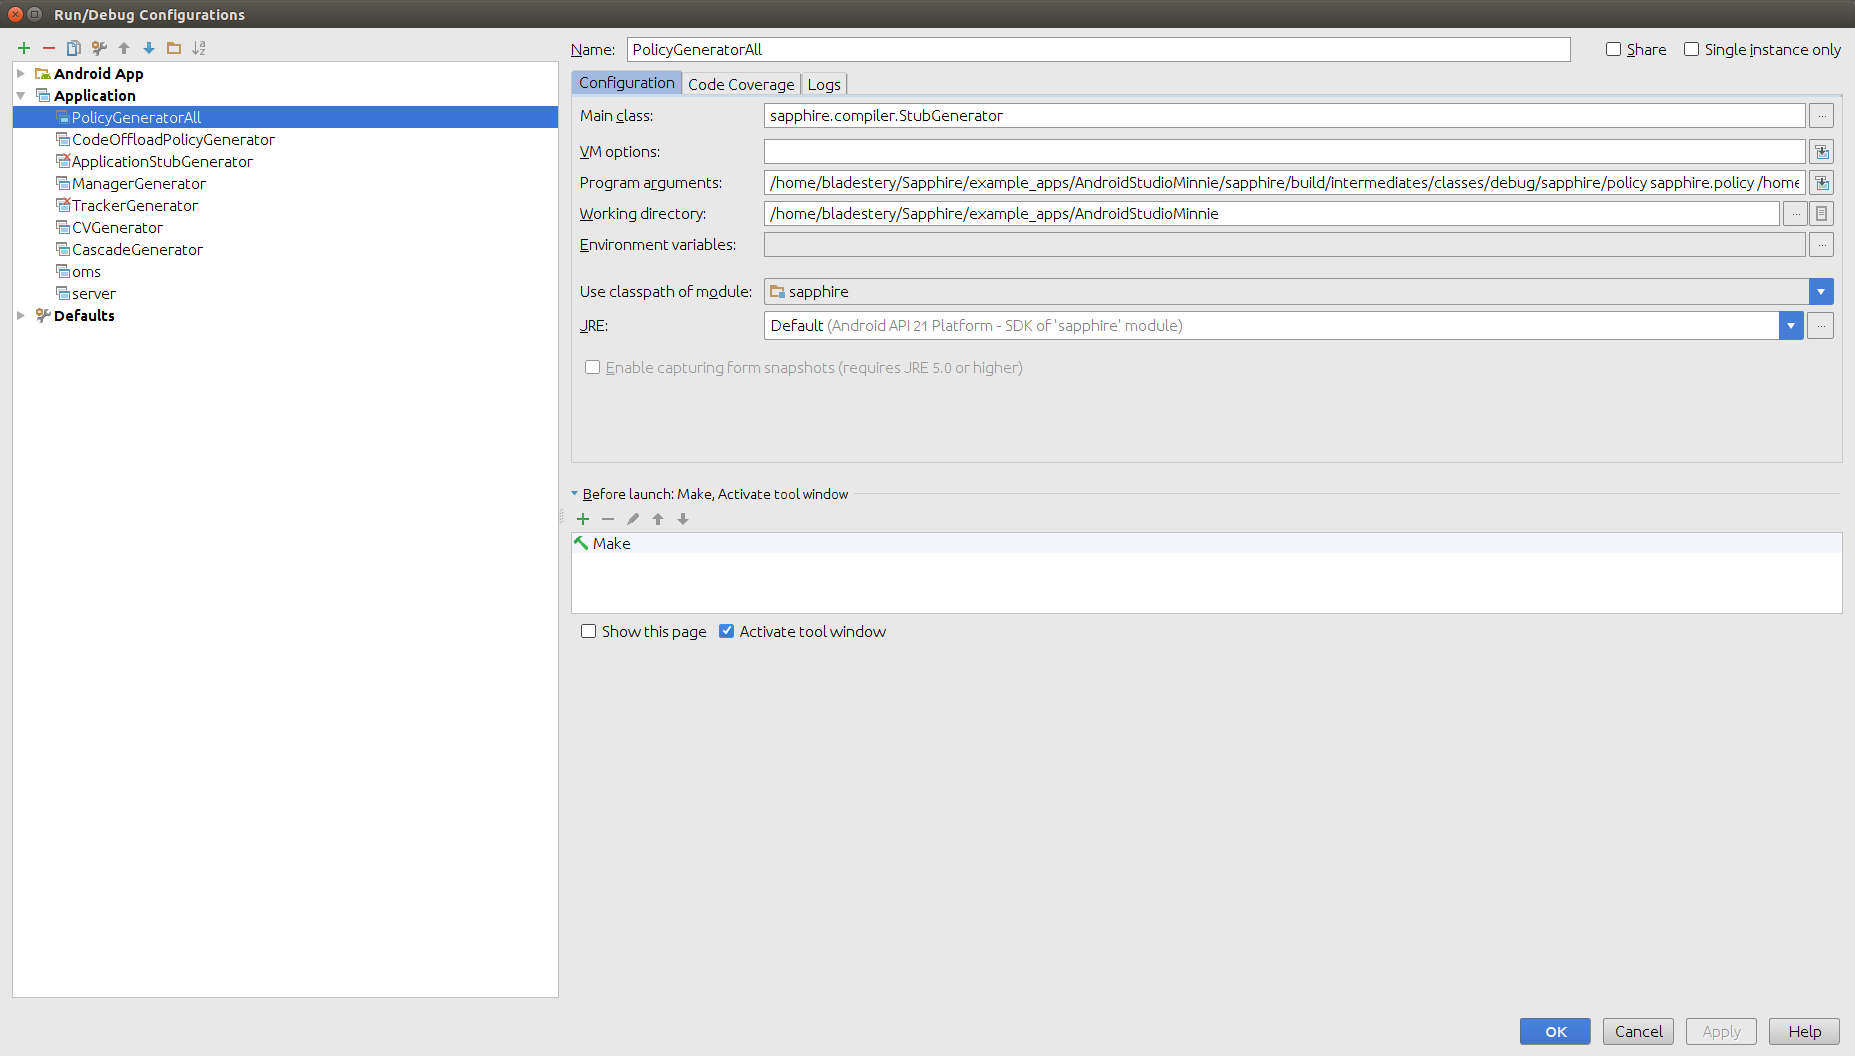 Run/Debug Configurations
Android App
Application
PolicyGeneratorAll
CodeOffloadPolicyGenerator
ApplicationStubGenerator
ManagerGenerator
TrackerGenerator
CVGenerator
CascadeGenerator
oms
server
Defaults
Name: PolicyGeneratorAll Share Single instance only
Configuration Code Coverage Logs
Main class: sapphire.compiler.StubGenerator ...
VM options:
Program arguments: /home/bladestery/Sapphire/example_apps/AndroidStudioMinnie/sapphire/build/intermediates/classes/debug/sapphire/policy sapphire.policy /home
Working directory: /home/bladestery/Sapphire/example_apps/AndroidStudioMinnie ...
Environment variables: ...
Use classpath of module: sapphire
JRE: Default (Android API 21 Platform - SDK of 'sapphire' module) ...
Enable capturing form snapshots (requires JRE 5.0 or higher)
Before launch: Make, Activate tool window
Make
Show this page Activate tool window
OK Cancel Apply Help